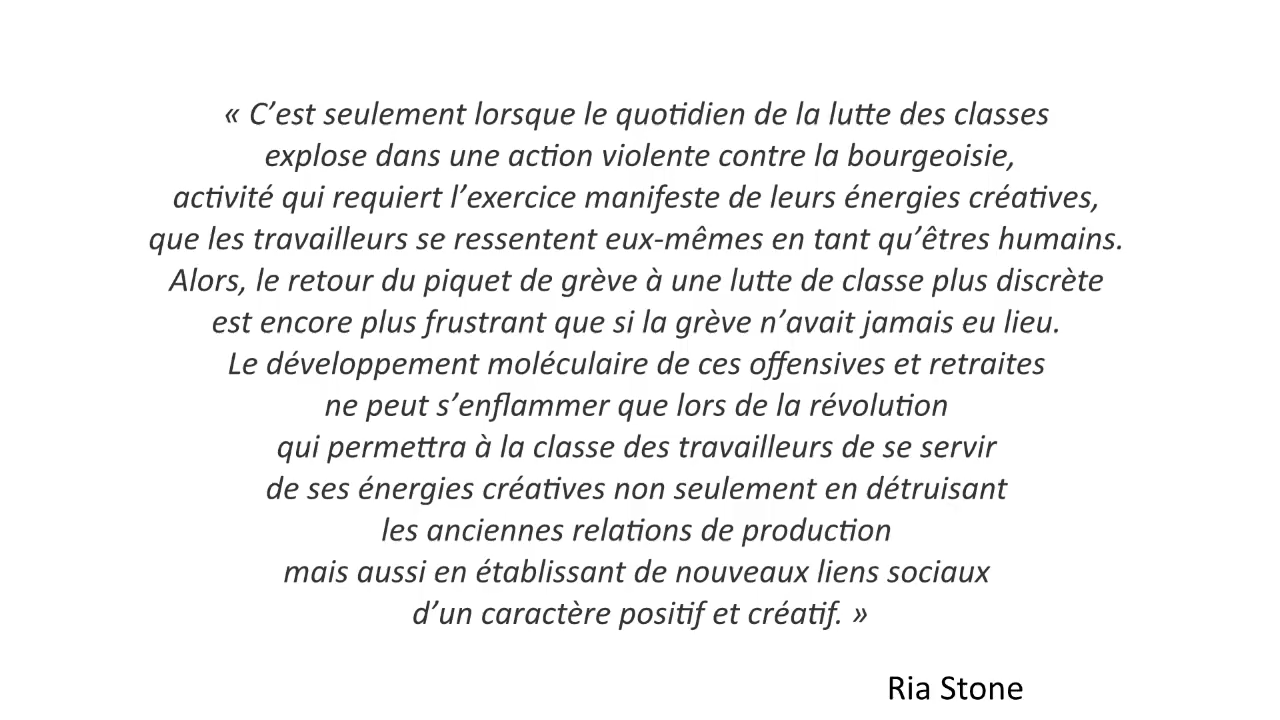 « C’est seulement lorsque le quotidien de la lutte des classes
explose dans une action violente contre la bourgeoisie,
activité qui requiert l’exercice manifeste de leurs énergies créatives,
que les travailleurs se ressentent eux-mêmes en tant qu’êtres humains.
Alors, le retour du piquet de grève à une lutte de classe plus discrète
est encore plus frustrant que si la grève n’avait jamais eu lieu.
Le développement moléculaire de ces offensives et retraites
ne peut s’enflammer que lors de la révolution
qui permettra à la classe des travailleurs de se servir
de ses énergies créatives non seulement en détruisant
les anciennes relations de production
mais aussi en établissant de nouveaux liens sociaux
d’un caractère positif et créatif. »
Ria Stone